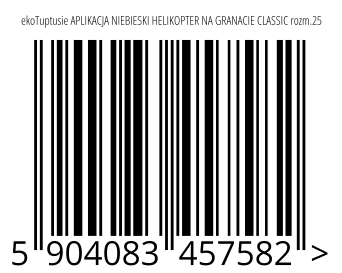 ekoTuptusie APLIKACJA NIEBIESKI HELIKOPTER NA GRANACIE CLASSIC rozm.25
5 904083 457582 >